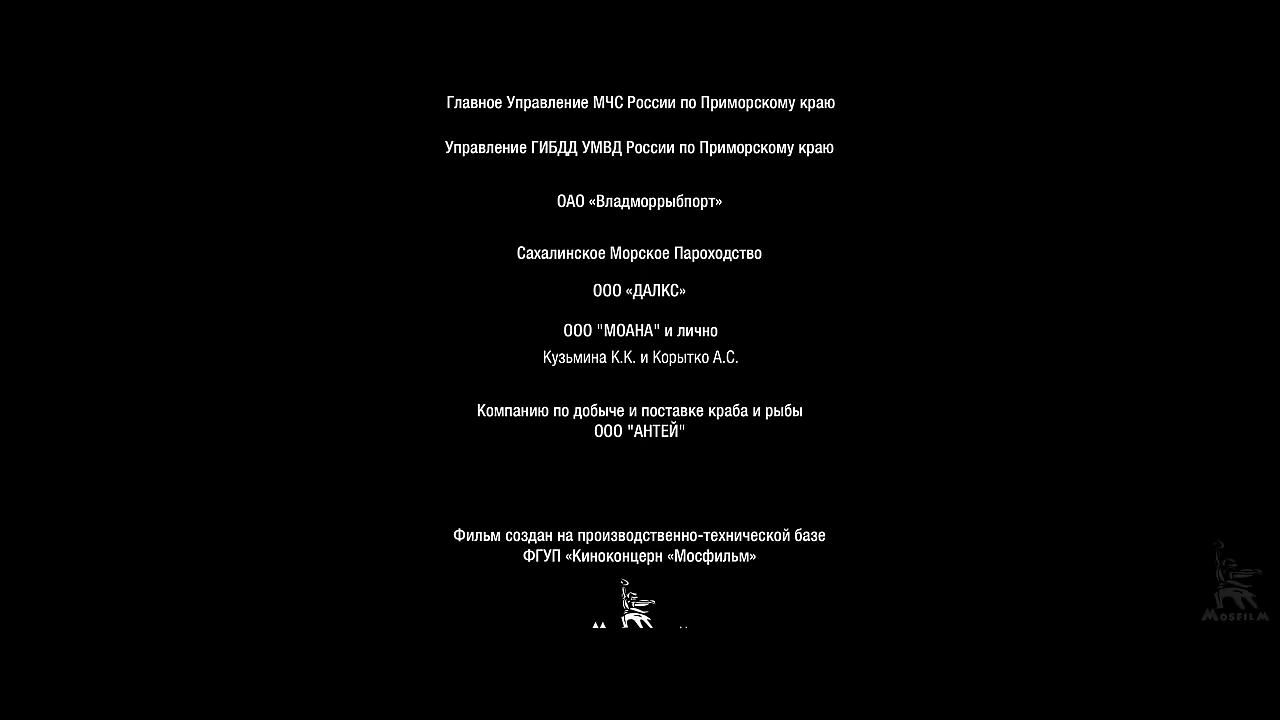 Главное Управление МЧС России по Приморскому краю
Управление ГИБДД УМВД России по Приморскому краю
ОАО «Владморрыбпорт»
Сахалинское Морское Пароходство
ООО «ДАЛКС»
ООО "МОАНА" и лично
Кузьмина К.К. и Корытко А.С.
Компанию по добыче и поставке краба и рыбы
ООО "АНТЕЙ"
Фильм создан на производственно-технической базе
ФГУП «Киноконцерн «Мосфильм»
MOSFILM